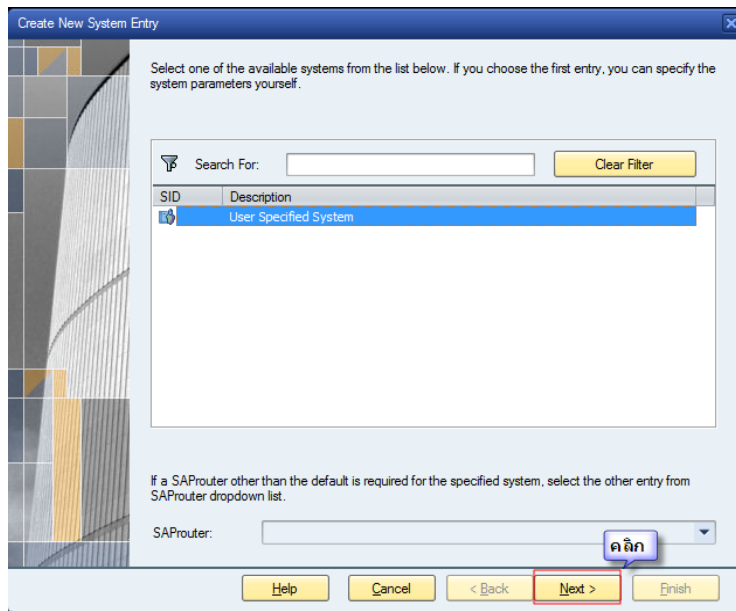 Create New System Entry
Select one of the available systems from the list below. If you choose the first entry, you can specify the
system parameters yourself.
Search For:
Clear Filter
SID Description
User Specified System
If a SAProuter other than the default is required for the specified system, select the other entry from
SAProuter dropdown list.
SAProuter:
คลิก
Help Cancel < Back Next > Finish